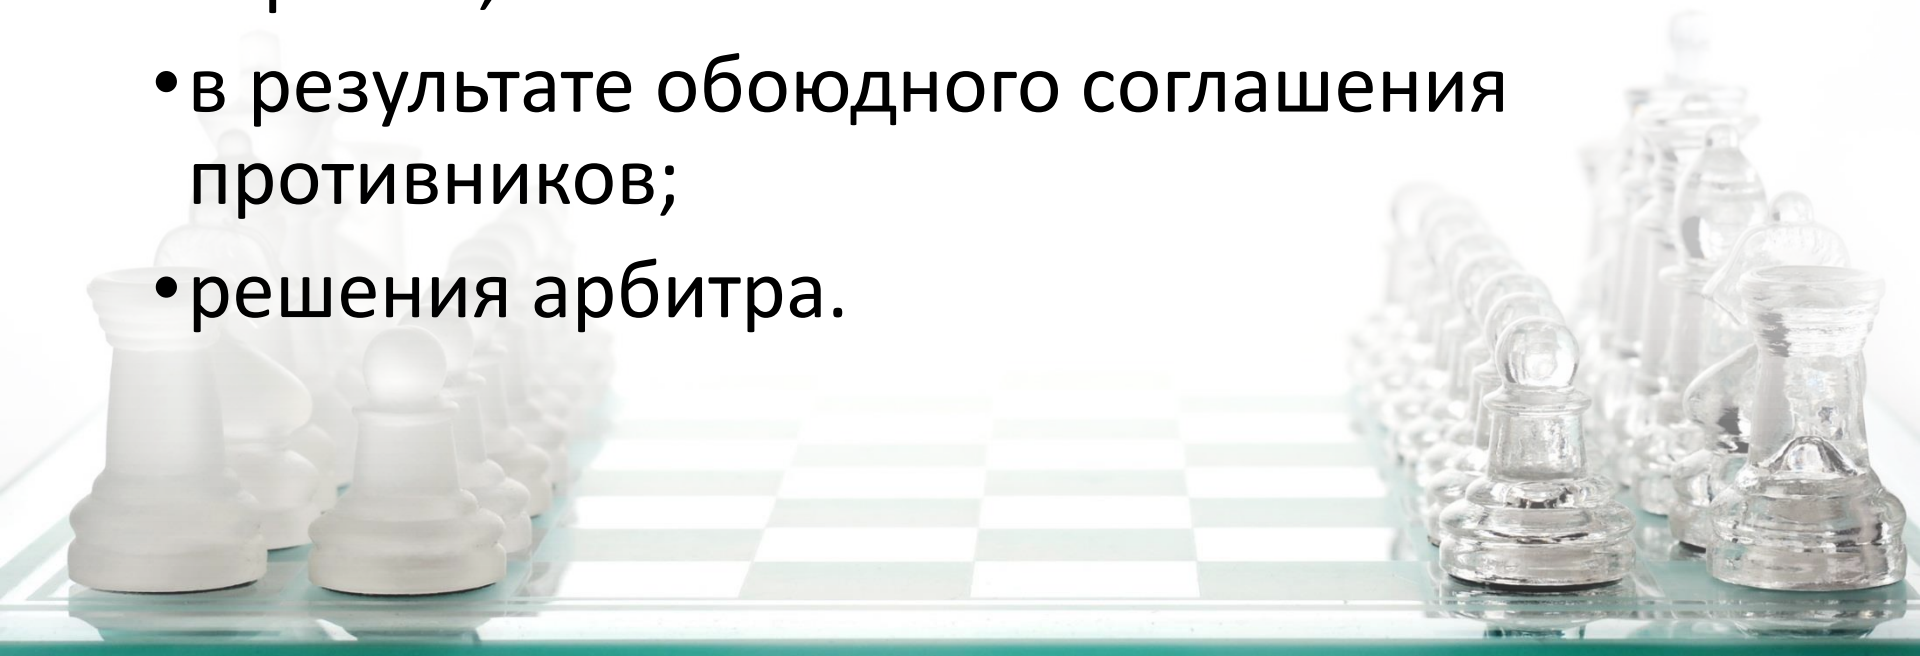 •в результате обоюдного соглашения
противников;
•решения арбитра.